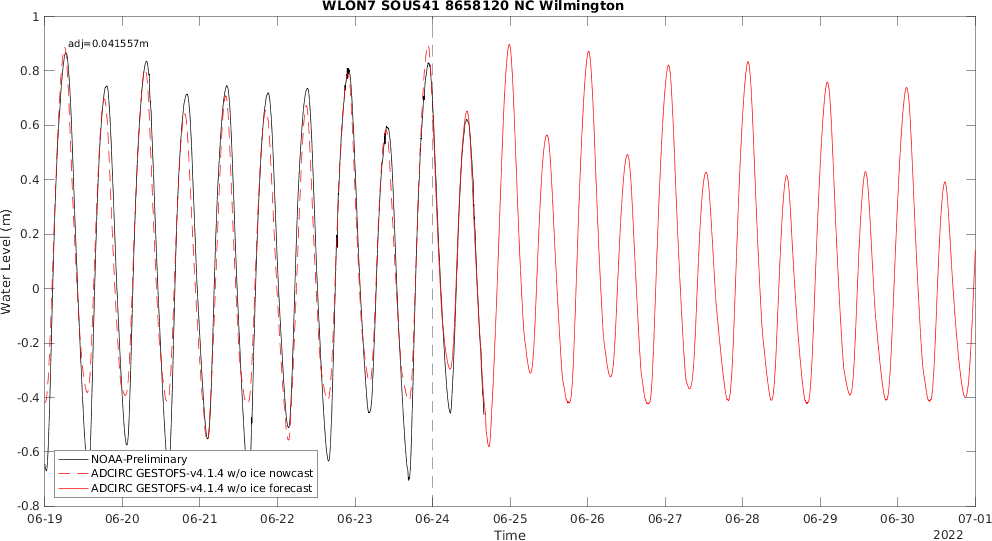 WLON7 SOUS41 8658120 NC Wilmington
adj=0.041557m
1
0.8
0.6
0.4
0.2
0
-0.2
-0.4
-0.6
-0.8
Water Level (m)
NOAA-Preliminary
ADCIRC GESTOFS-v4.1.4 w/o ice nowcast
ADCIRC GESTOFS-v4.1.4 w/o ice forecast
06-19 06-20 06-21 06-22 06-23 06-24 06-25 06-26 06-27 06-28 06-29 06-30 07-01
Time
2022